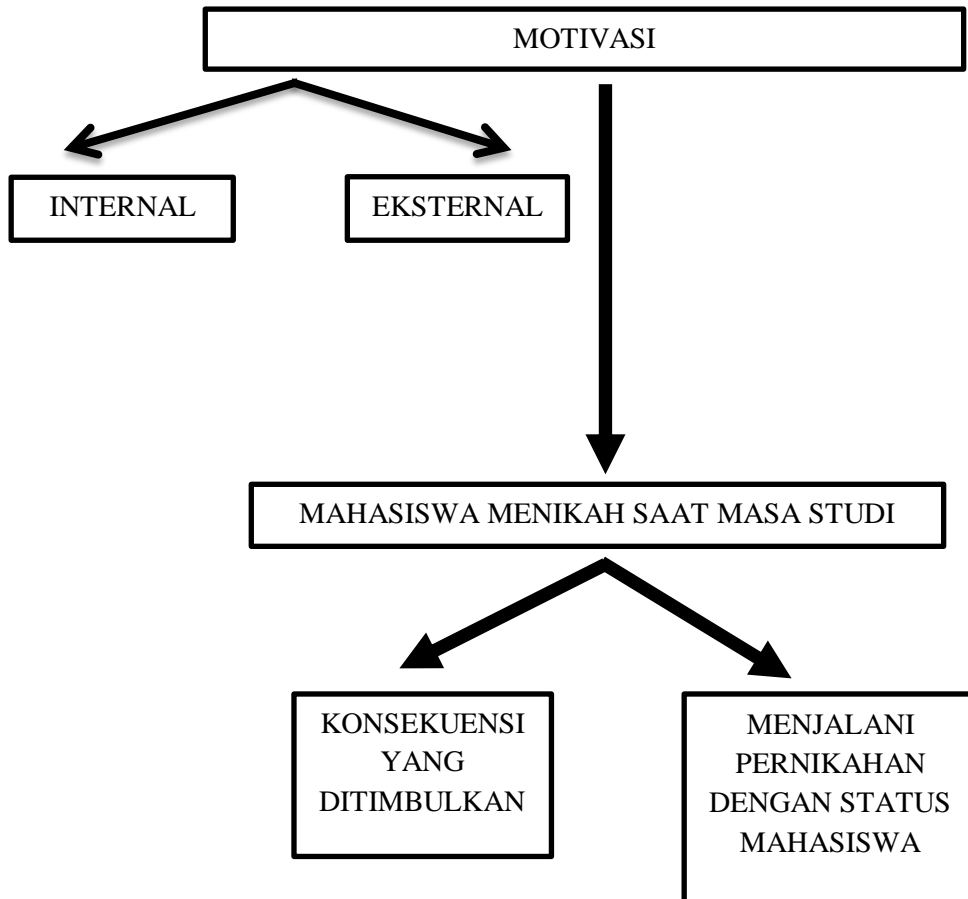 MOTIVASI
INTERNAL
EKSTERNAL
MAHASISWA MENIKAH SAAT MASA STUDI
KONSEKUENSI
YANG
DITIMBULKAN
MENJALANI
PERNIKAHAN
DENGAN STATUS
MAHASISWA